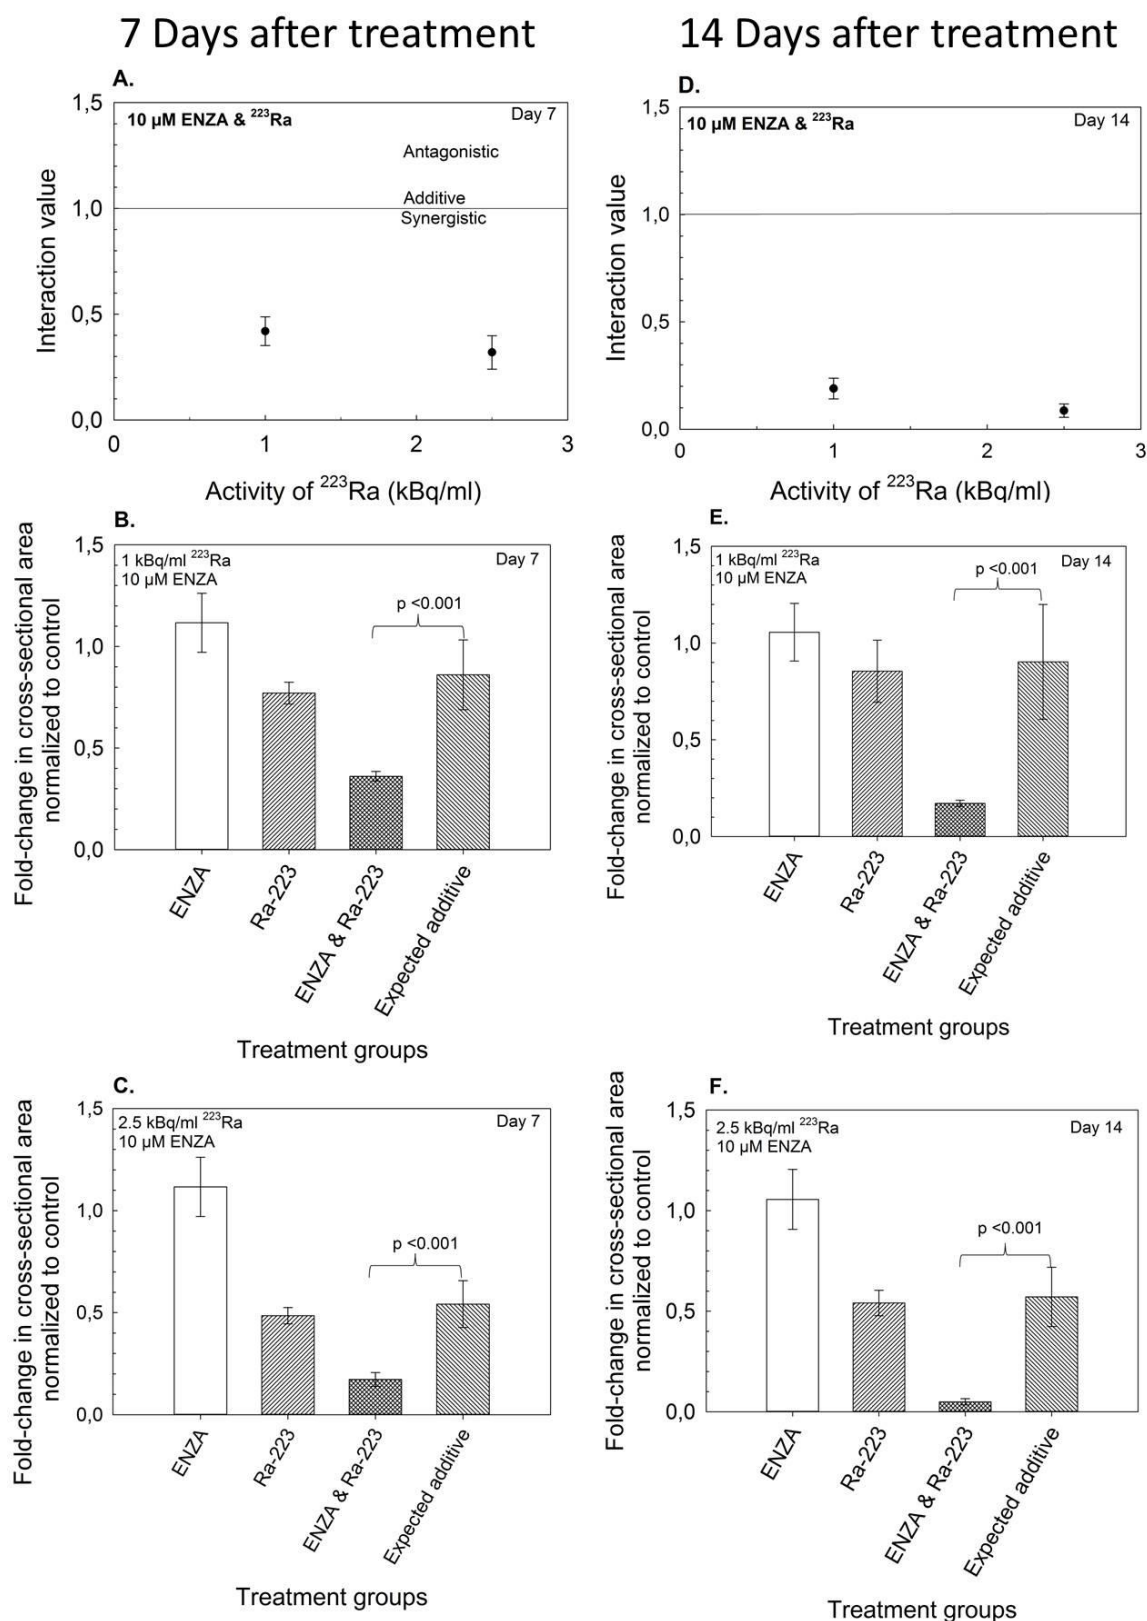 7 Days after treatment
14 Days after treatment
A.
1,5
1,0
0,5
0,0
Interaction value
10 µM ENZA & ²²³Ra
Day 7
Antagonistic
Additive
Synergistic
0
1
2
3
Activity of ²²³Ra (kBq/ml)
D.
1,5
1,0
0,5
0,0
Interaction value
10 µM ENZA & ²²³Ra
Day 14
0
1
2
3
Activity of ²²³Ra (kBq/ml)
B.
1,5
1,0
0,5
0,0
Fold-change in cross-sectional area
normalized to control
1 kBq/ml ²²³Ra
10 µM ENZA
Day 7
p <0.001
ENZA
Ra-223
ENZA & Ra-223
Expected additive
Treatment groups
E.
1,5
1,0
0,5
0,0
Fold-change in cross-sectional area
normalized to control
1 kBq/ml ²²³Ra
10 µM ENZA
Day 14
p <0.001
ENZA
Ra-223
ENZA & Ra-223
Expected additive
Treatment groups
C.
1,5
1,0
0,5
0,0
Fold-change in cross-sectional area
normalized to control
2.5 kBq/ml ²²³Ra
10 µM ENZA
Day 7
p <0.001
ENZA
Ra-223
ENZA & Ra-223
Expected additive
Treatment groups
F.
1,5
1,0
0,5
0,0
Fold-change in cross-sectional area
normalized to control
2.5 kBq/ml ²²³Ra
10 µM ENZA
Day 14
p <0.001
ENZA
Ra-223
ENZA & Ra-223
Expected additive
Treatment groups